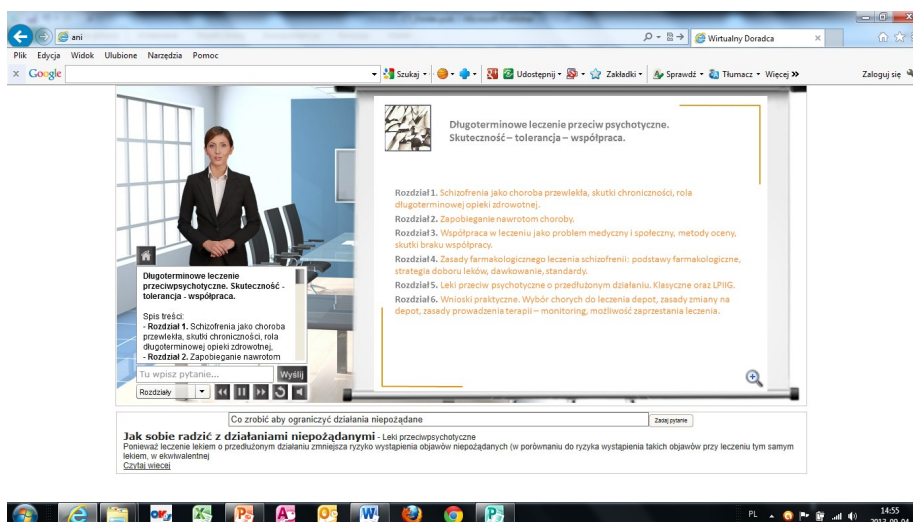 ani
Wirtualny Doradca
Plik Edycja Widok Ulubione Narzędzia Pomoc
Google Szukaj Udostępnij Zakładki Sprawdź Tłumacz Więcej » Zaloguj się
Długoterminowe leczenie przeciw psychotyczne.
Skuteczność – tolerancja – współpraca.
Rozdział 1. Schizofrenia jako choroba przewlekła, skutki chroniczności, rola
długoterminowej opieki zdrowotnej.
Rozdział 2. Zapobieganie nawrotom choroby.
Rozdział 3. Współpraca w leczeniu jako problem medyczny i społeczny, metody oceny,
skutki braku współpracy.
Rozdział 4. Zasady farmakologicznego leczenia schizofrenii: podstawy farmakologiczne,
strategia doboru leków, dawkowanie, standardy.
Rozdział 5. Leki przeciw psychotyczne o przedłużonym działaniu. Klasyczne oraz LPIIG.
Rozdział 6. Wnioski praktyczne. Wybór chorych do leczenia depot, zasady zmiany na
depot, zasady prowadzenia terapii – monitoring, możliwość zaprzestania leczenia.
Długoterminowe leczenie
przeciwpsychotyczne. Skuteczność -
tolerancja - współpraca.
Spis treści:
- Rozdział 1. Schizofrenia jako choroba
przewlekła, skutki chroniczności, rola
długoterminowej opieki zdrowotnej,
- Rozdział 2. Zapobieganie nawrotom
Tu wpisz pytanie... Wyślij
Rozdziały
Co zrobić aby ograniczyć działania niepożądane Zadaj pytanie
Jak sobie radzić z działaniami niepożądanymi - Leki przeciwpsychotyczne
Ponieważ leczenie lekiem o przedłużonym działaniu zmniejsza ryzyko wystąpienia objawów niepożądanych (w porównaniu do ryzyka wystąpienia takich objawów przy leczeniu tym samym
lekiem, w ekwiwalentnej
Czytaj wiecej
PL 14:55
2013-09-04